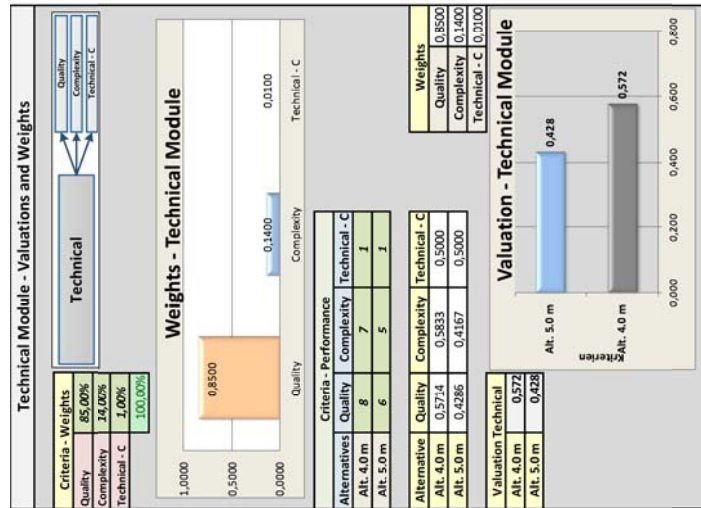 Technical Module - Valuations and Weights
Criteria - Weights
Quality 85,00%
Complexity 14,00%
Technical - C 1,00%
100,00%
Technical
Quality
Complexity
Technical - C
Weights - Technical Module
1,0000
0,5000
0,0000
0,8500
0,1400
0,0100
Quality Complexity Technical - C
Criteria - Performance
Alternatives Quality Complexity Technical - C
Alt. 4.0 m 8 7 1
Alt. 5.0 m 6 5 1
Alternative Quality Complexity Technical - C
Alt. 4.0 m 0,5714 0,5833 0,5000
Alt. 5.0 m 0,4286 0,4167 0,5000
Weights
Quality 0,8500
Complexity 0,1400
Technical - C 0,0100
Valuation Technical
Alt. 4.0 m 0,572
Alt. 5.0 m 0,428
Valuation - Technical Module
Kriterien
Alt. 5.0 m 0,428
Alt. 4.0 m 0,572
0,000 0,200 0,400 0,600 0,800